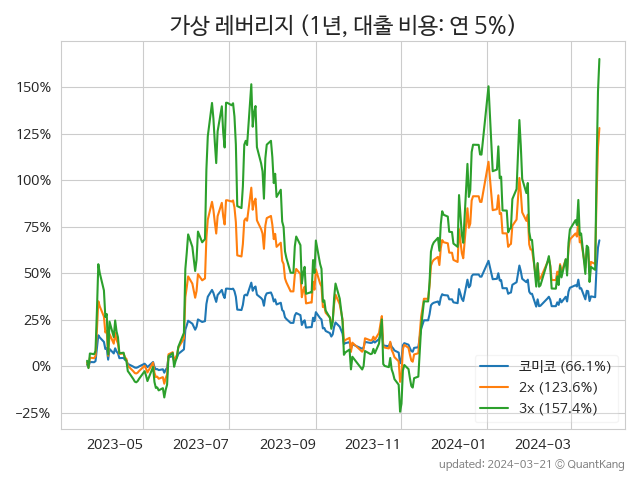 가상 레버리지 (1년, 대출 비용: 연 5%)
150%
125%
100%
75%
50%
25%
0%
−25%
2023−05
2023−07
2023−09
2023−11
2024−01
2024−03
코미코 (66.1%)
2x (123.6%)
3x (157.4%)
updated: 2024-03-21 © QuantKang